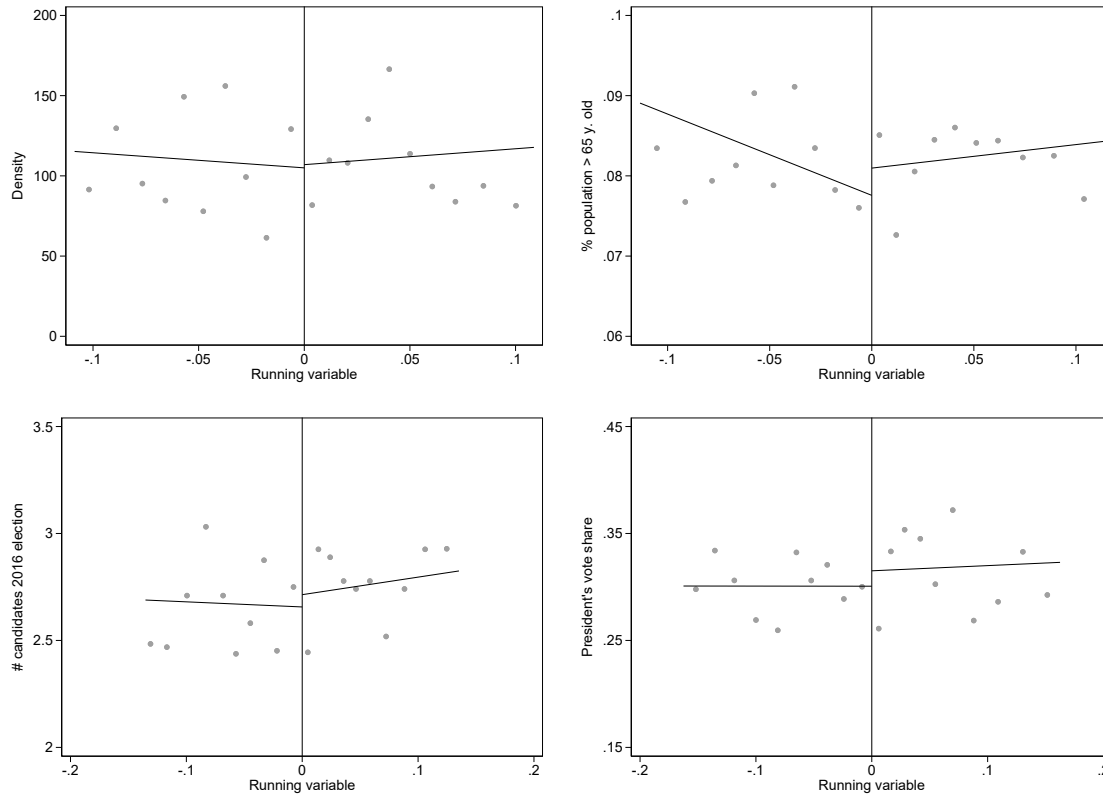 200
150
100
50
0
Density
-.1 -.05 0 .05 .1
Running variable
.1
.09
.08
.07
.06
% population > 65 y. old
-.1 -.05 0 .05 .1
Running variable
3.5
3
2.5
2
# candidates 2016 election
-.2 -.1 0 .1 .2
Running variable
.45
.35
.25
.15
President's vote share
-.2 -.1 0 .1 .2
Running variable